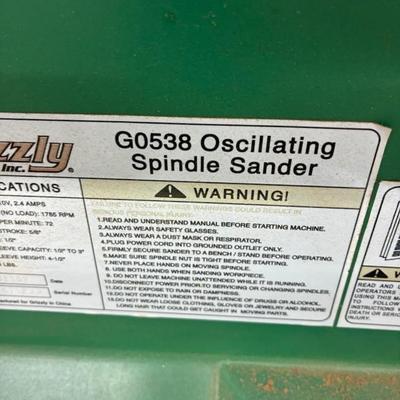 zzly®
Inc.
G0538 Oscillating
Spindle Sander
CATIONS
0V, 2.4 AMPS
(NO LOAD): 1785 RPM
PER MINUTE: 72
STROKE: 5/8"
: 1/2"
SLEEVE CAPACITY: 1/2" TO 3"
SLEEVE HEIGHT: 4-1/2"
LBS.
Serial Number
actured for Grizzly in China
WARNING!
FAILURE TO FOLLOW THESE WARNINGS COULD RESULT IN
SERIOUS PERSONAL INJURY:
1.READ AND UNDERSTAND MANUAL BEFORE STARTING MACHINE.
2.ALWAYS WEAR SAFETY GLASSES.
3.ALWAYS WEAR A DUST MASK OR RESPIRATOR.
4.PLUG POWER CORD INTO GROUNDED OUTLET ONLY.
5.FIRMLY SECURE SANDER TO A BENCH / STAND BEFORE OPERATING.
6.MAKE SURE SPINDLE NUT IS TIGHT BEFORE STARTING.
7.NEVER PLACE HANDS ON MOVING SPINDLE.
8. USE BOTH HANDS WHEN SANDING WORKPIECE.
9. DO NOT LEAVE MACHINE UNATTENDED WHILE IT IS RUNNING.
10.DISCONNECT POWER PRIOR TO SERVICING OR CHANGING SPINDLES.
11.DO NOT EXPOSE TO RAIN OR DAMPNESS.
12.DO NOT OPERATE UNDER THE INFLUENCE OF DRUGS OR ALCOHOL.
13.DO NOT WEAR LOOSE CLOTHING, GLOVES OR JEWELRY AND SECURE
LONG HAIR THAT COULD GET CAUGHT IN MOVING PARTS.
READ AND
OPERATORS
USING THIS MA
TO FOLLOW
INSTRUCTIONS
DEATH OR SERIO
INJURY.